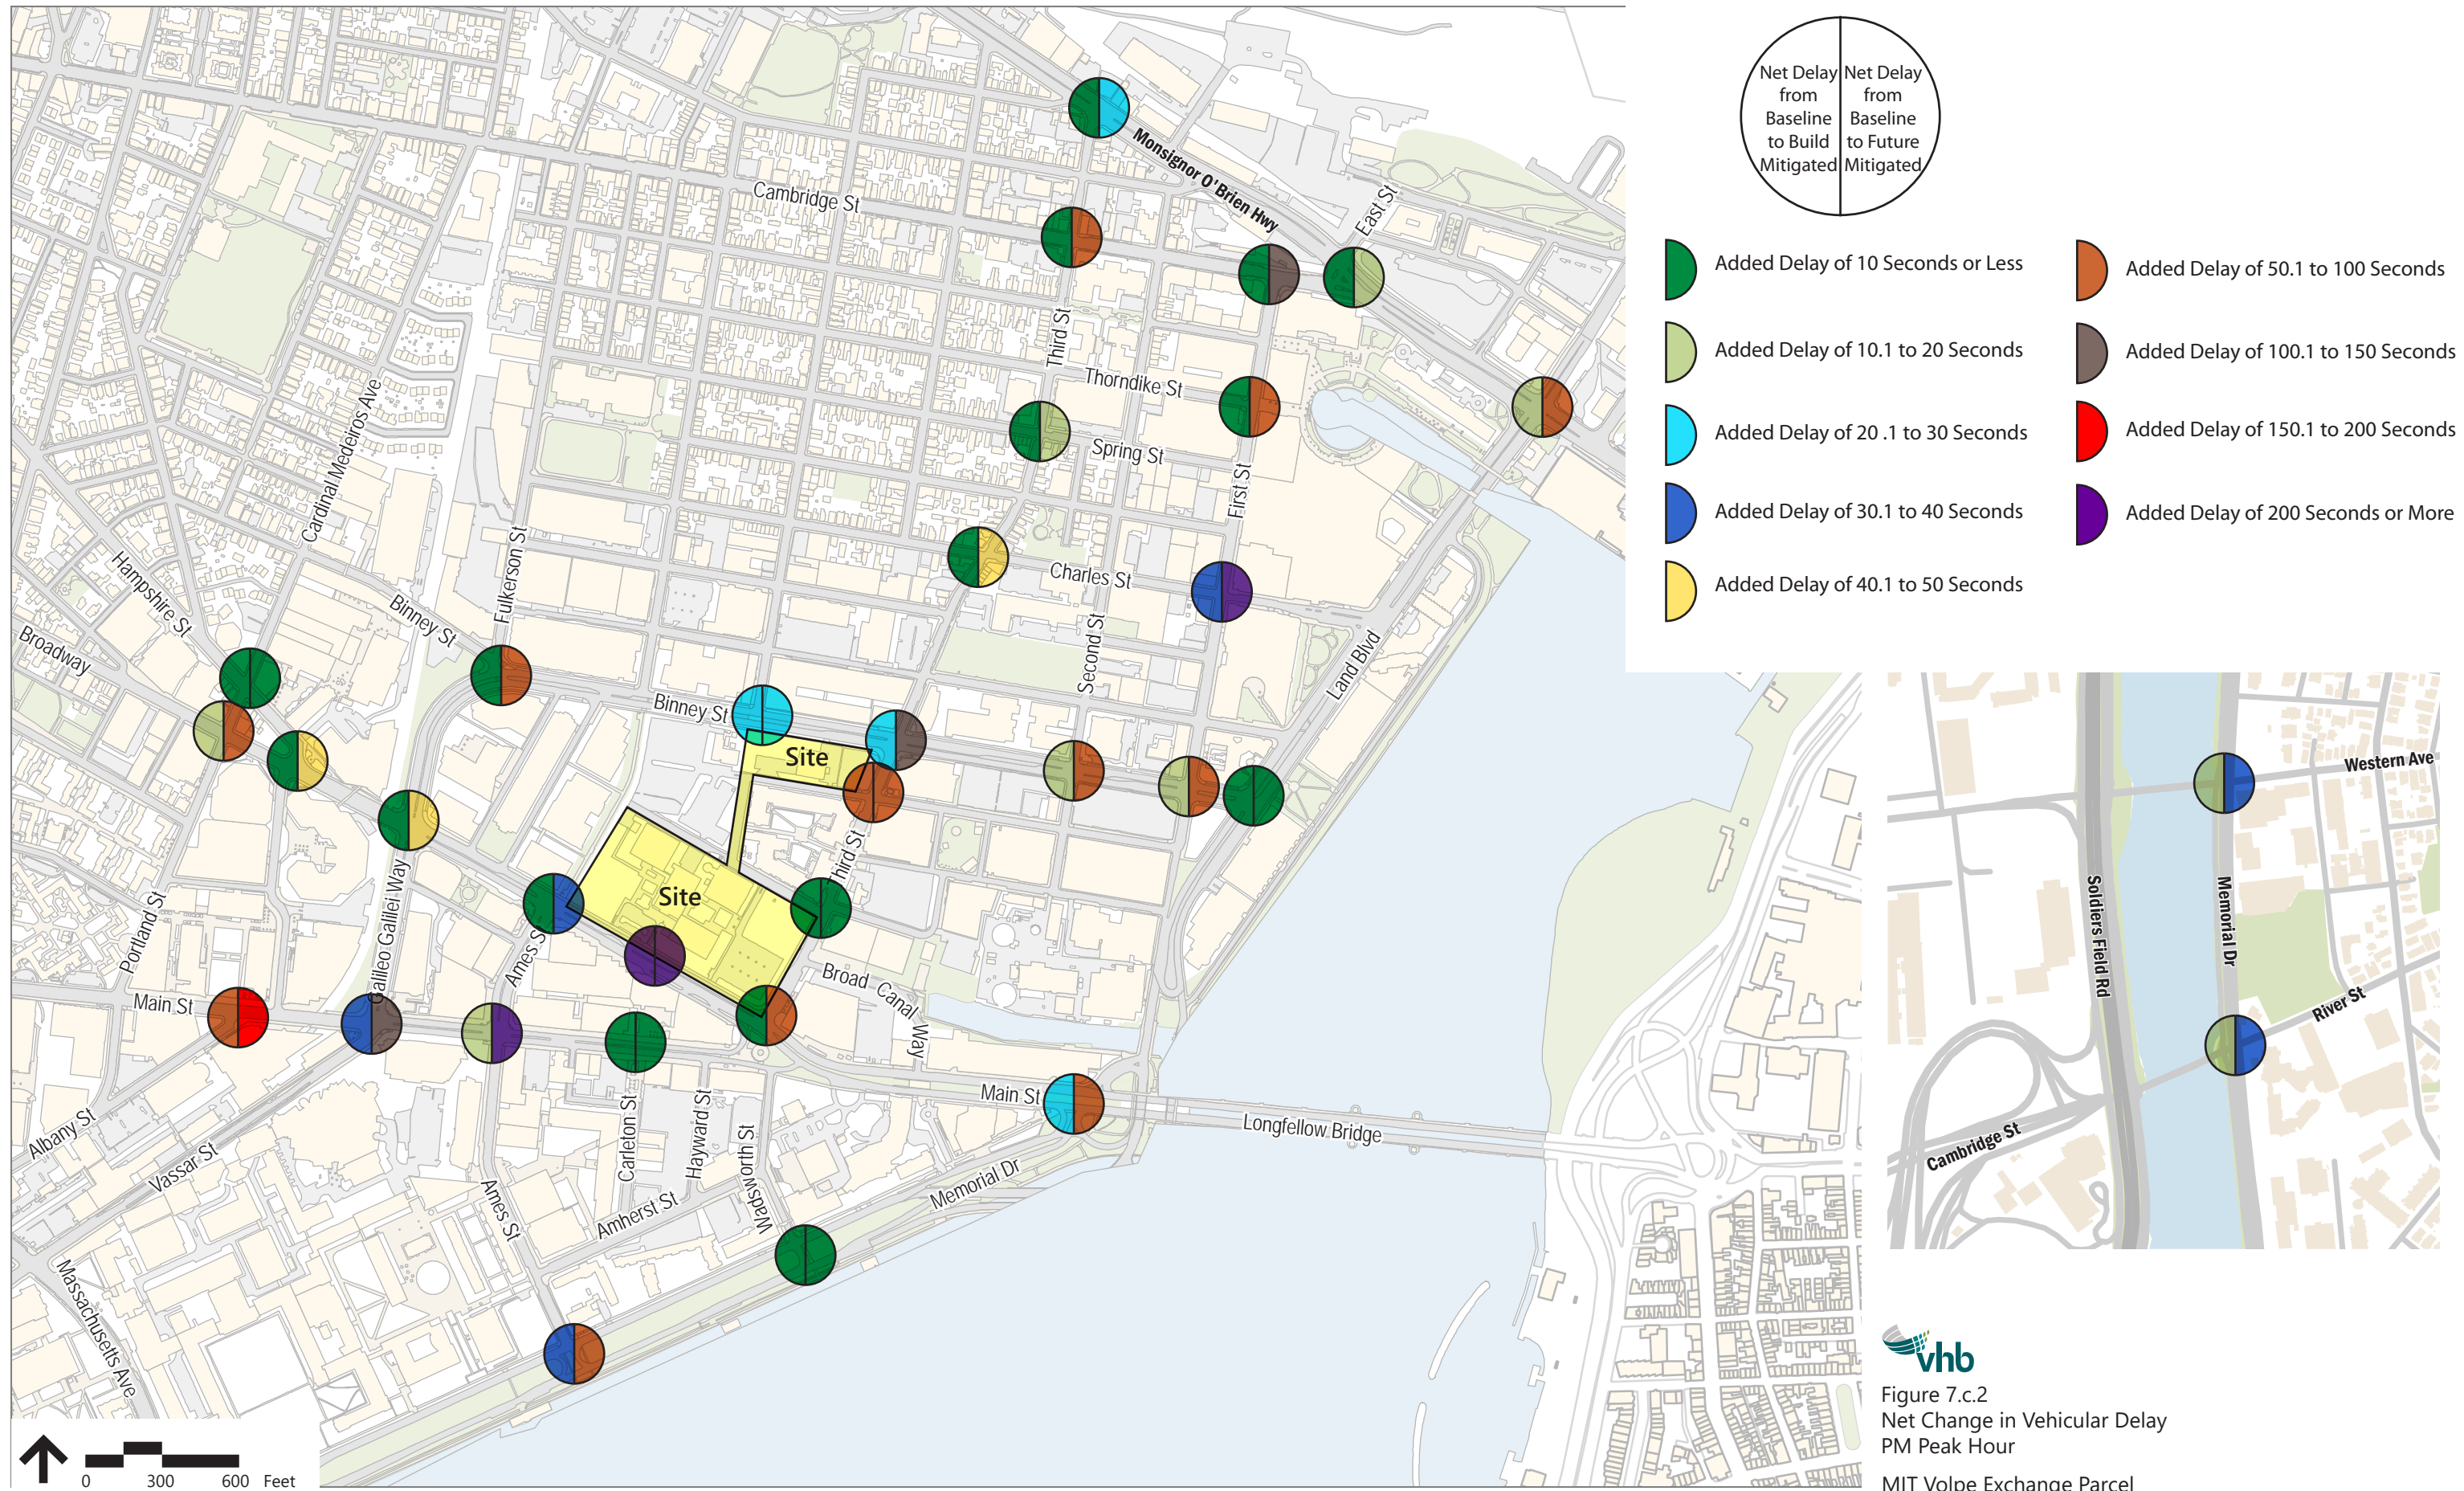 Net Delay from Baseline to Build Mitigated
Net Delay from Baseline to Future Mitigated
Added Delay of 10 Seconds or Less
Added Delay of 10.1 to 20 Seconds
Added Delay of 20 .1 to 30 Seconds
Added Delay of 30.1 to 40 Seconds
Added Delay of 40.1 to 50 Seconds
Added Delay of 50.1 to 100 Seconds
Added Delay of 100.1 to 150 Seconds
Added Delay of 150.1 to 200 Seconds
Added Delay of 200 Seconds or More
Monsignor O'Brien Hwy
Cambridge St
East St
Third St
Thorndike St
Spring St
First St
Cardinal Medeiros Ave
Hampshire St
Binney St
Fulkerson St
Charles St
Broadway
Second St
Land Blvd
Binney St
Site
Third St
Site
Portland St
Galileo Galilei Way
Ames S
Broad Canal Way
Main St
Main St
Longfellow Bridge
Albany St
Vassar St
Carleton St
Hayward St
Wadsworth St
Memorial Dr
Ames St
Amherst St
Massachusetts Ave
0 300 600 Feet
Western Ave
Soldiers Field Rd
Memorial Dr
River St
Cambridge St
vhb
Figure 7.c.2
Net Change in Vehicular Delay
PM Peak Hour
MIT Volpe Exchange Parcel